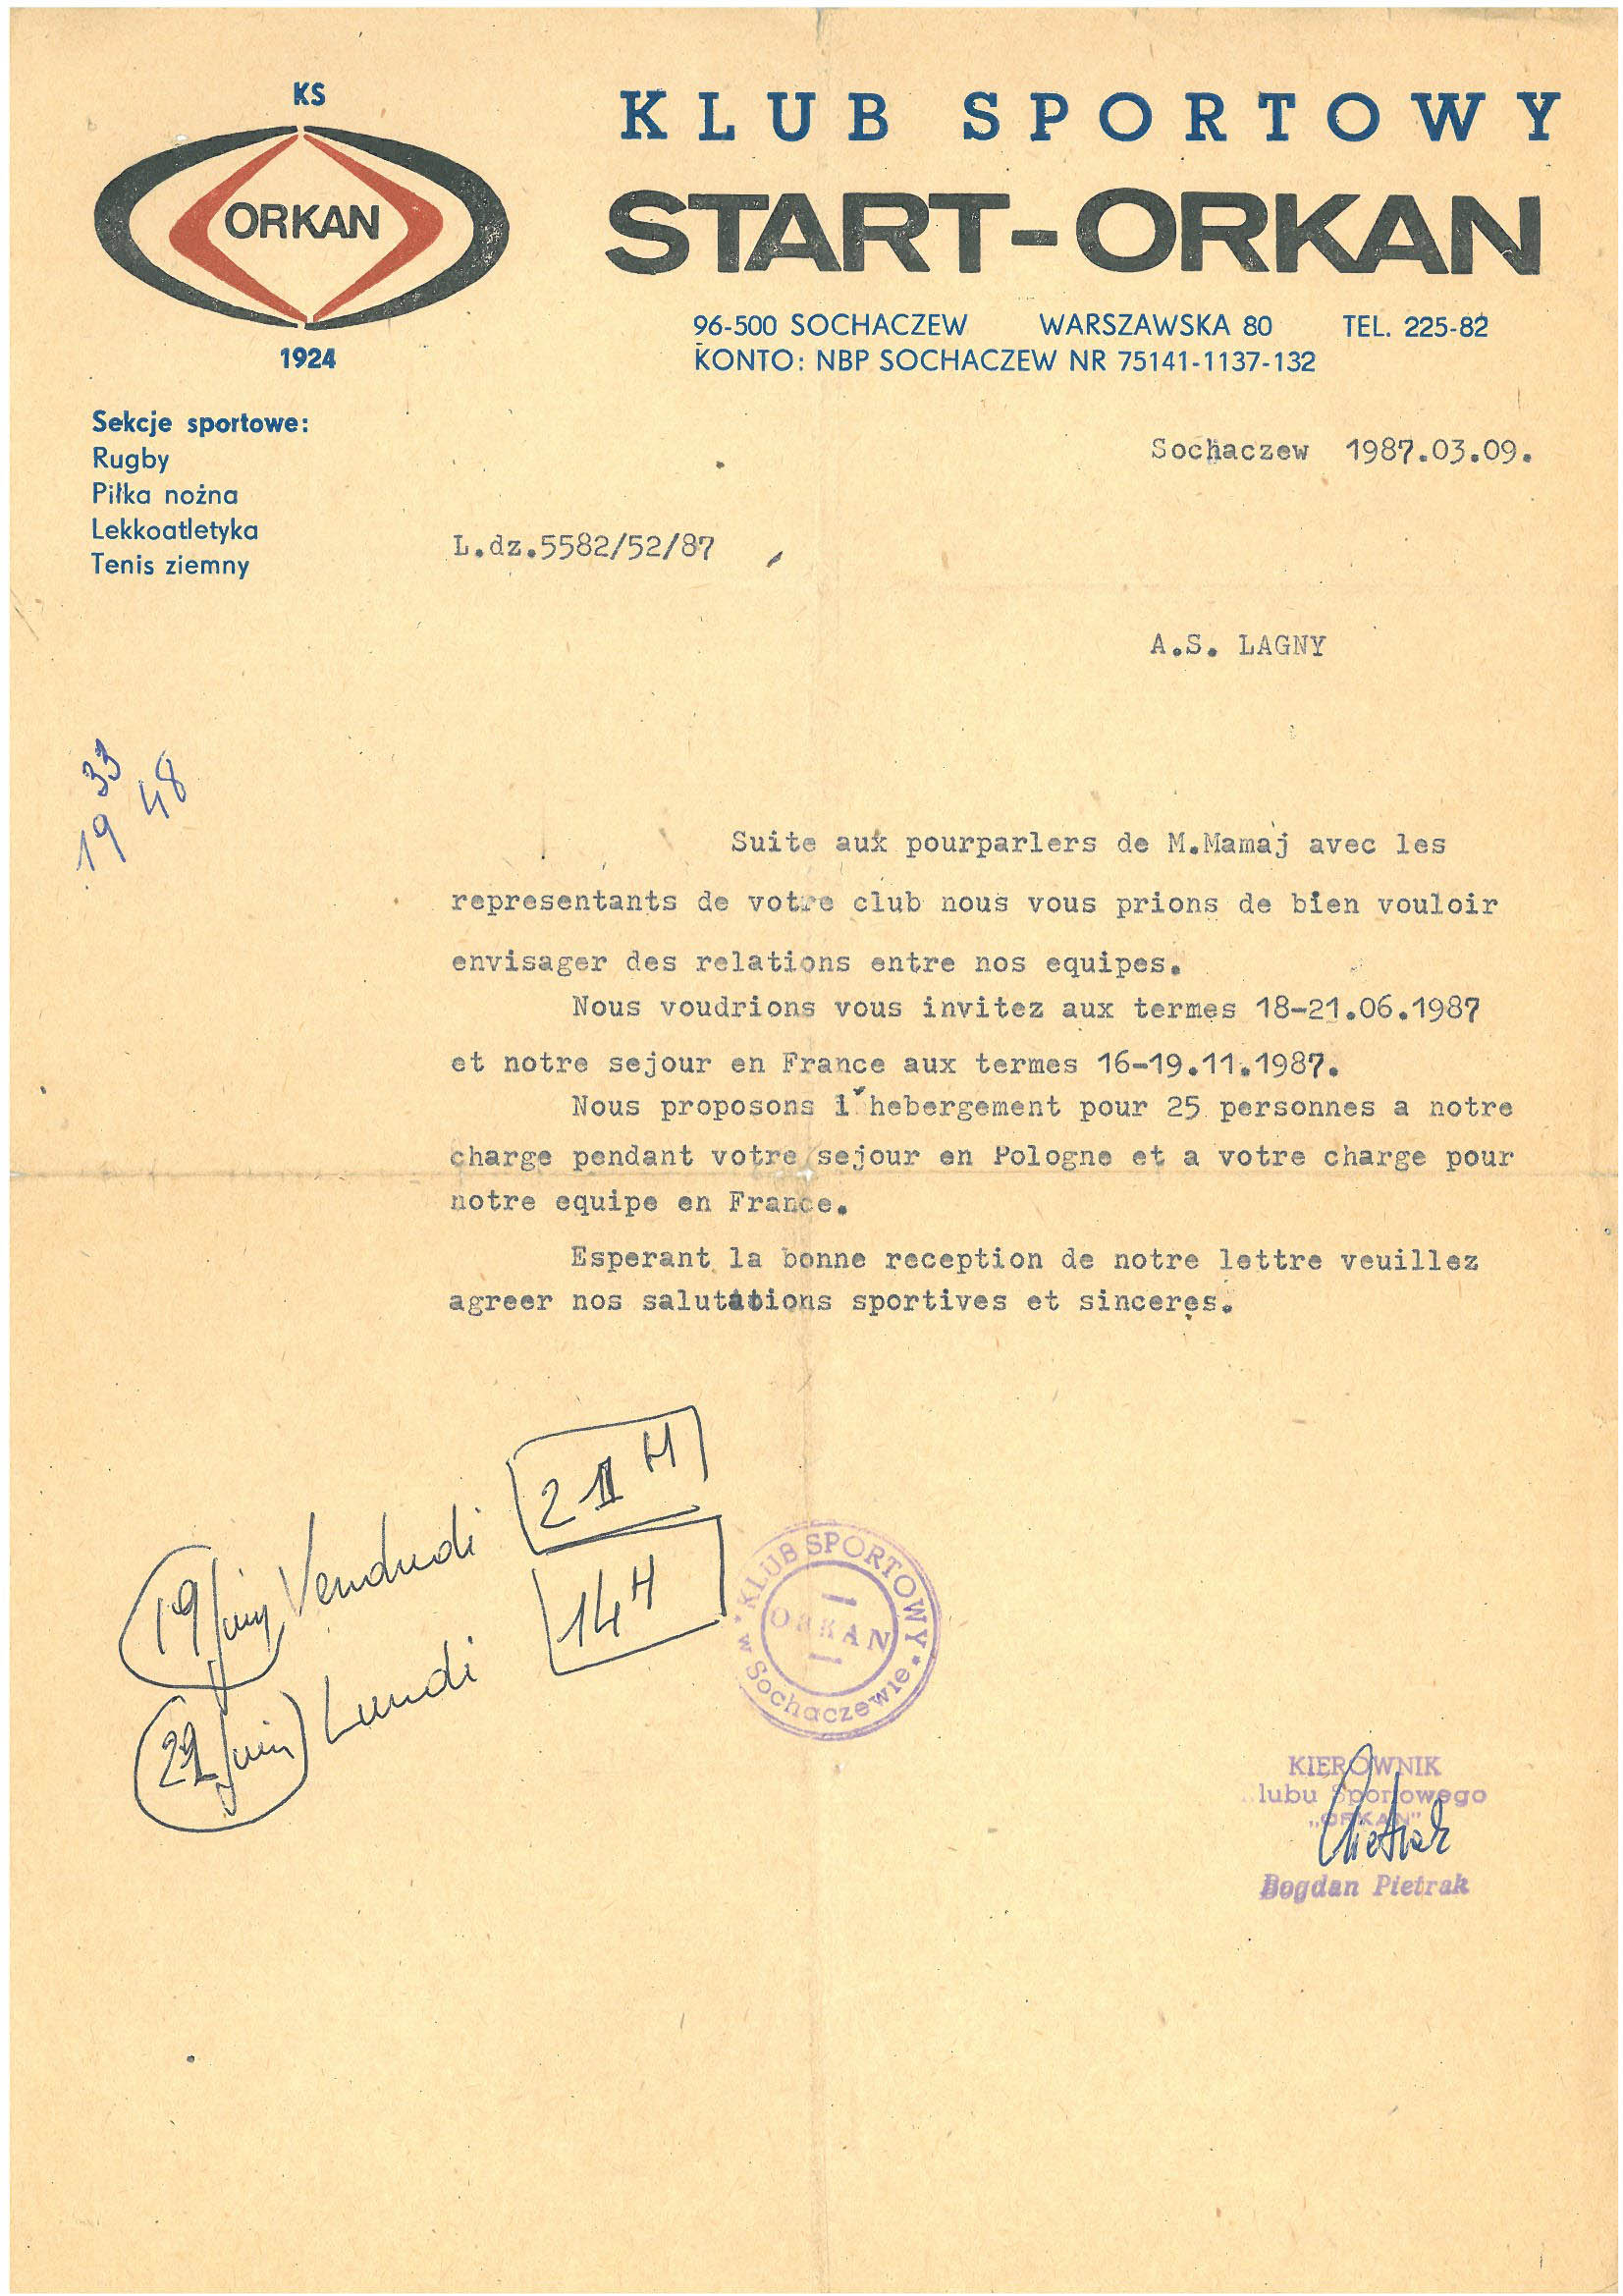 KS
ORKAN
1924
KLUB SPORTOWY
START-ORKAN
96-500 SOCHACZEW WARSZAWSKA 80 TEL. 225-82
KONTO: NBP SOCHACZEW NR 75141-1137-132
Sekcje sportowe:
Rugby
Piłka nożna
Lekkoatletyka
Tenis ziemny
Sochaczew 1987.03.09.
L.dz.5582/52/87
A.S. LAGNY
33
19 48
Suite aux pourparlers de M.Mamaj avec les
representants de votre club nous vous prions de bien vouloir
envisager des relations entre nos equipes.
Nous voudrions vous invitez aux termes 18-21.06.1987
et notre sejour en France aux termes 16-19.11.1987.
Nous proposons l'hebergement pour 25 personnes a notre
charge pendant votre sejour en Pologne et a votre charge pour
notre equipe en France.
Esperant la bonne reception de notre lettre veuillez
agreer nos salutations sportives et sinceres.
19 juin Vendredi 21 H
22 juin Lundi 14 H
KLUB SPORTOWY
ORKAN
w Sochaczewie
KIEROWNIK
lubu Sportowego
„ORKAN"
Pietrak
Bogdan Pietrak